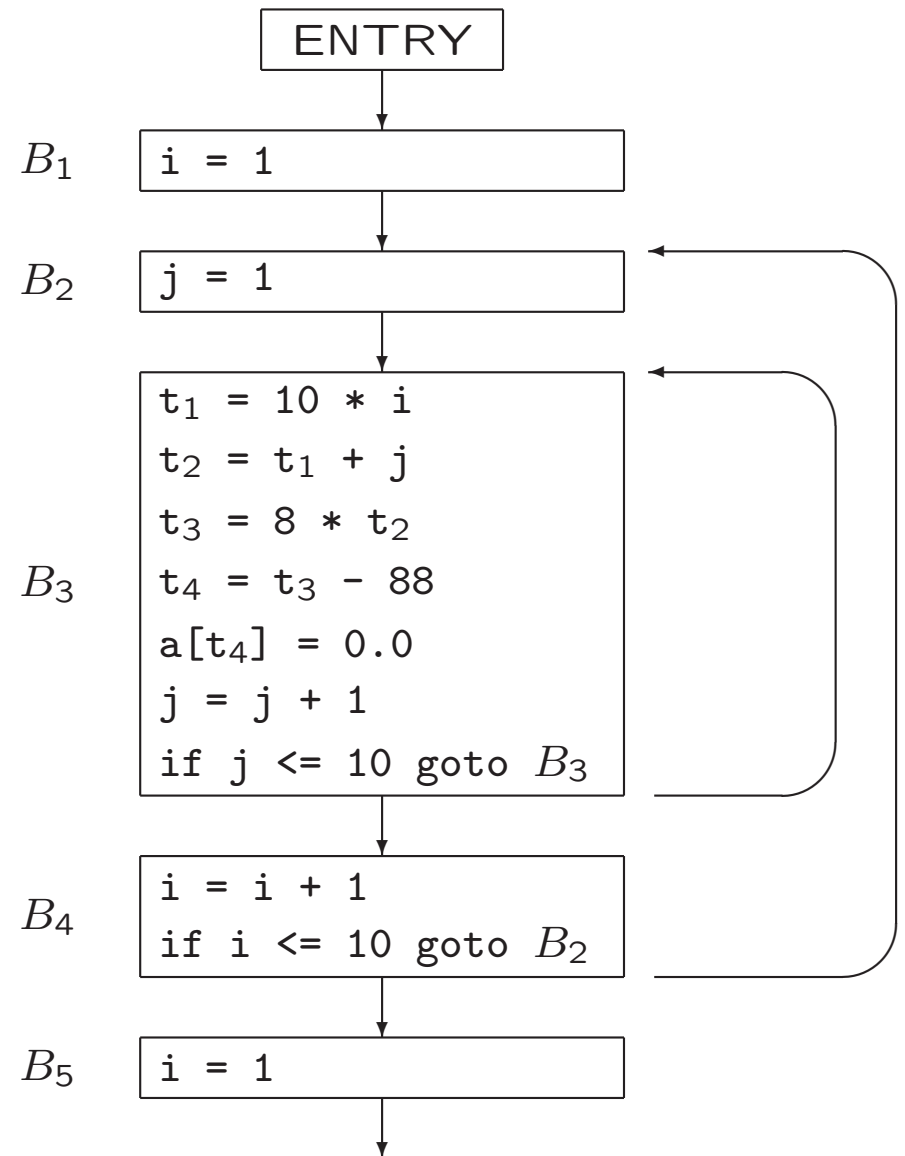 ENTRY
B₁ i = 1
B₂ j = 1
t₁ = 10 * i
t₂ = t₁ + j
t₃ = 8 * t₂
B₃ t₄ = t₃ - 88
a[t₄] = 0.0
j = j + 1
if j <= 10 goto B₃
i = i + 1
B₄
if i <= 10 goto B₂
B₅ i = 1